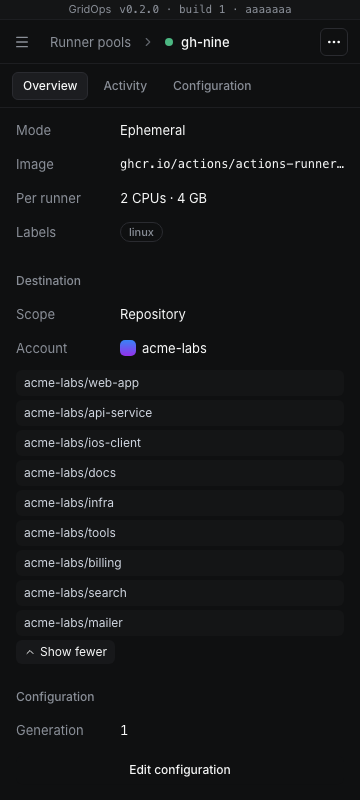 GridOps v0.2.0 · build 1 · aaaaaaa
Runner pools > gh-nine
Overview Activity Configuration
Mode Ephemeral
Image ghcr.io/actions/actions-runner…
Per runner 2 CPUs · 4 GB
Labels linux
Destination
Scope Repository
Account acme-labs
acme-labs/web-app
acme-labs/api-service
acme-labs/ios-client
acme-labs/docs
acme-labs/infra
acme-labs/tools
acme-labs/billing
acme-labs/search
acme-labs/mailer
Show fewer
Configuration
Generation 1
Edit configuration